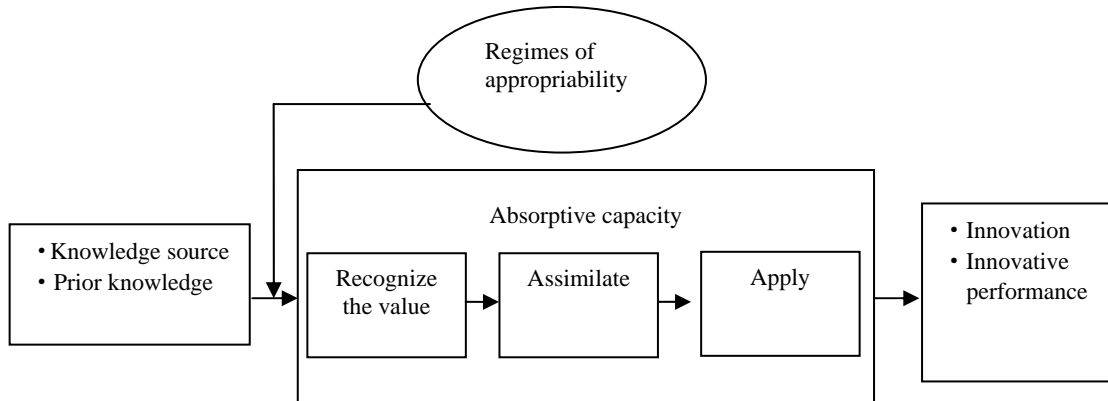 Regimes of
appropriability
Absorptive capacity
• Knowledge source
• Prior knowledge
Recognize
the value
Assimilate
Apply
• Innovation
• Innovative
performance